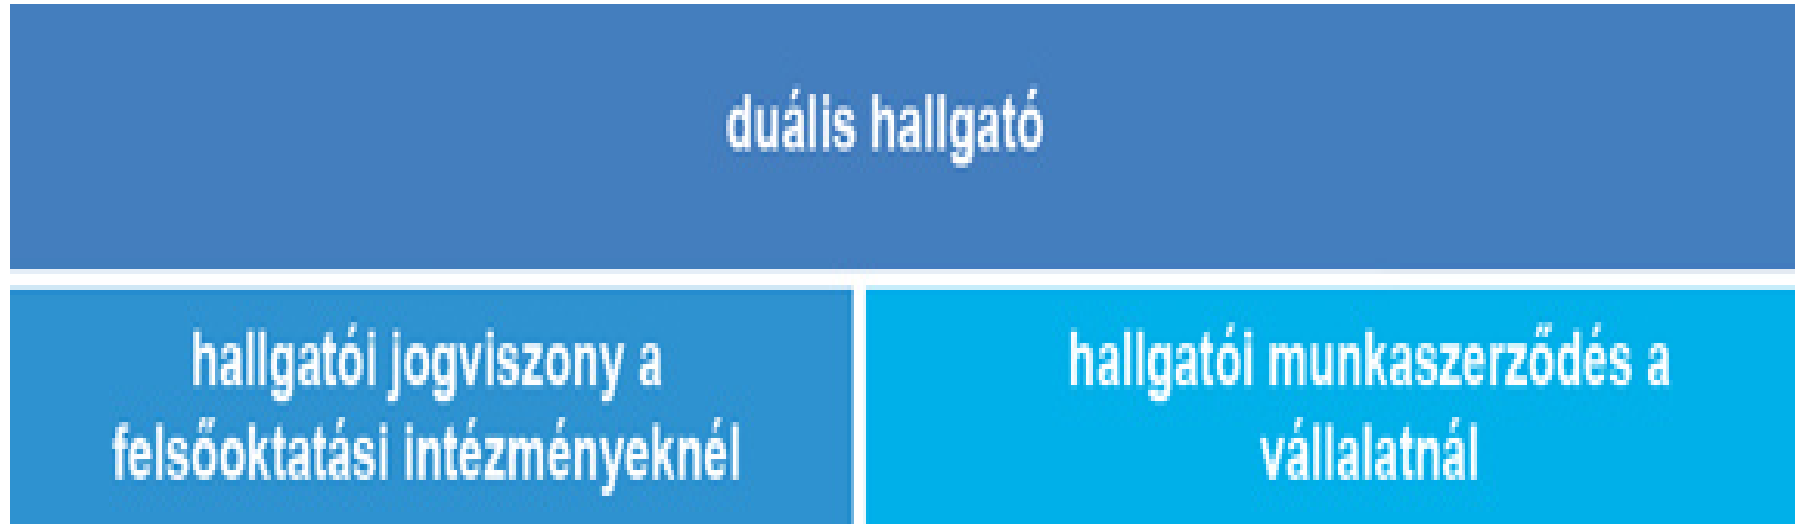 duális hallgató
hallgatói jogviszony a
felsőoktatási intézményeknél
hallgatói munkaszerződés a
vállalatnál